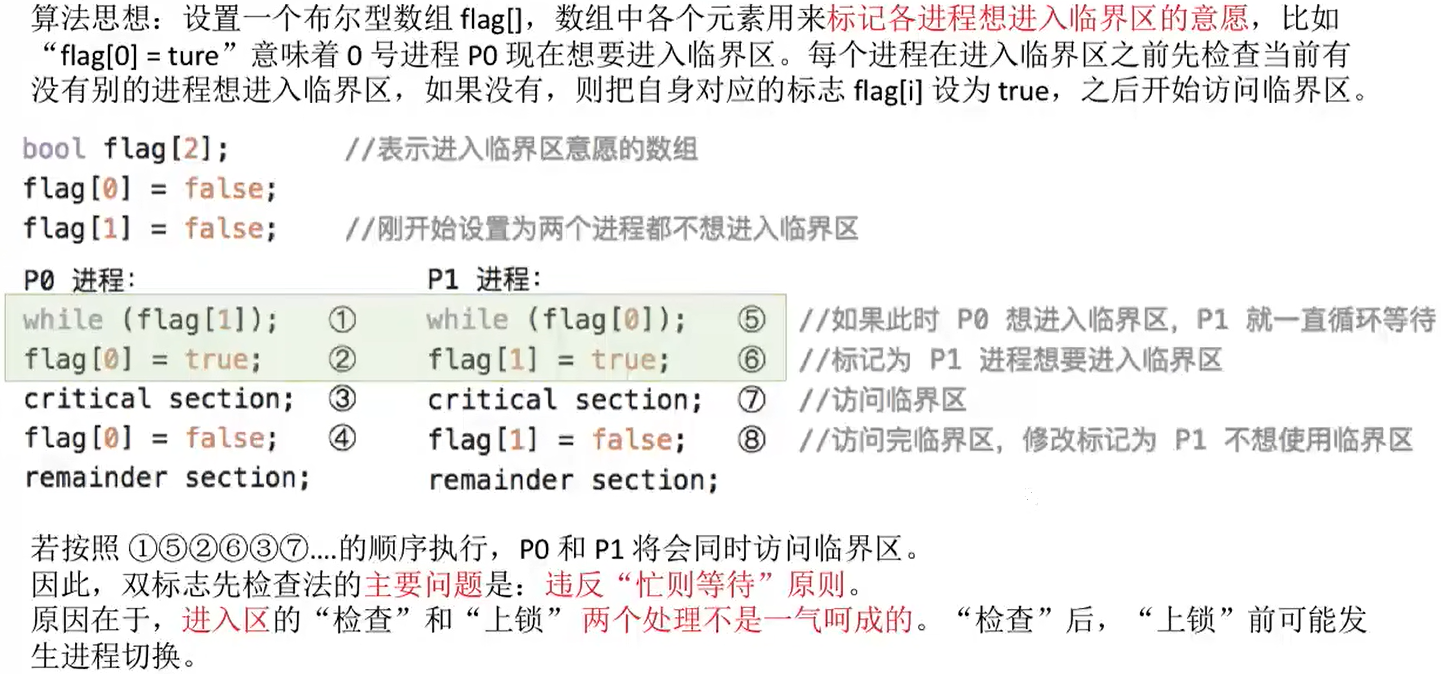 算法思想：设置一个布尔型数组 flag[]，数组中各个元素用来标记各进程想进入临界区的意愿，比如
“flag[0] = ture”意味着 0 号进程 P0 现在想要进入临界区。每个进程在进入临界区之前先检查当前有
没有别的进程想进入临界区，如果没有，则把自身对应的标志 flag[i] 设为 true，之后开始访问临界区。
bool flag[2]; //表示进入临界区意愿的数组
flag[0] = false;
flag[1] = false; //刚开始设置为两个进程都不想进入临界区
P0 进程： P1 进程：
while (flag[1]); ① while (flag[0]); ⑤ //如果此时 P0 想进入临界区，P1 就一直循环等待
flag[0] = true; ② flag[1] = true; ⑥ //标记为 P1 进程想要进入临界区
critical section; ③ critical section; ⑦ //访问临界区
flag[0] = false; ④ flag[1] = false; ⑧ //访问完临界区，修改标记为 P1 不想使用临界区
remainder section; remainder section;
若按照 ①⑤②⑥③⑦....的顺序执行，P0 和 P1 将会同时访问临界区。
因此，双标志先检查法的主要问题是：违反“忙则等待”原则。
原因在于，进入区的“检查”和“上锁” 两个处理不是一气呵成的。“检查”后，“上锁”前可能发
生进程切换。